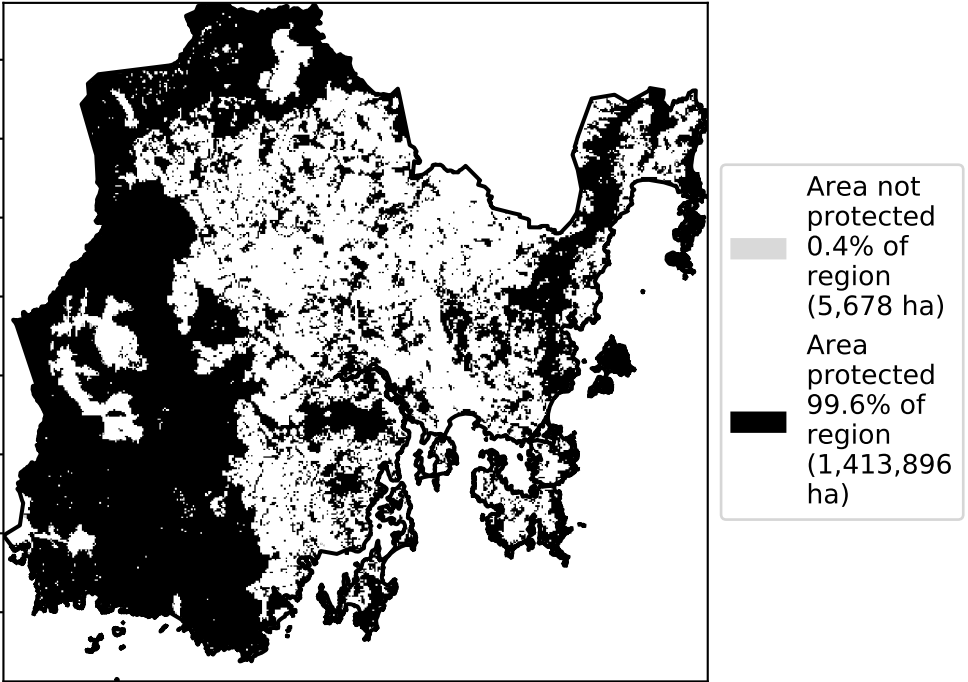 Area not
protected
0.4% of
region
(5,678 ha)
Area
protected
99.6% of
region
(1,413,896
ha)